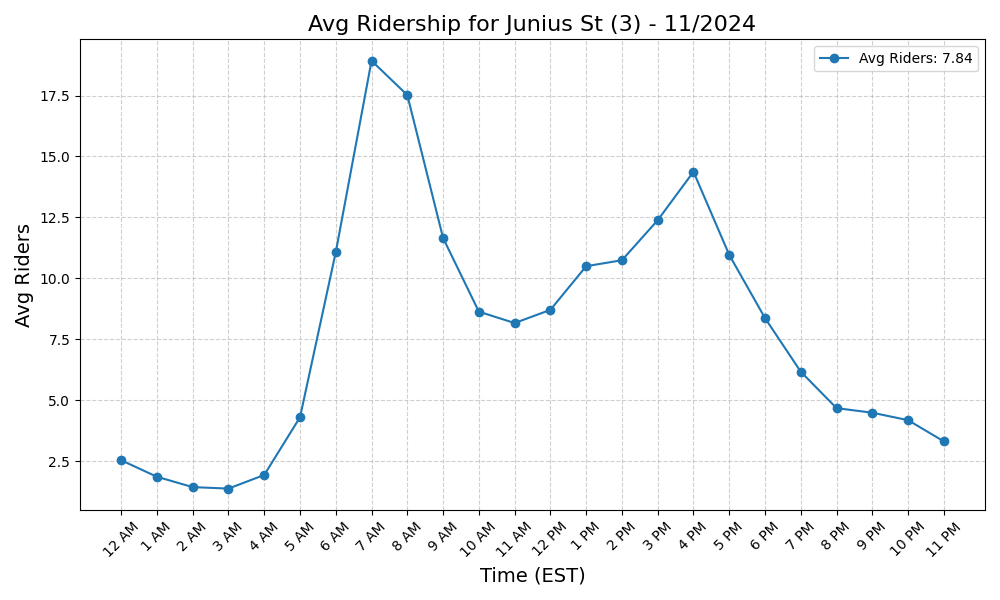 Avg Ridership for Junius St (3) - 11/2024
Avg Riders: 7.84
Avg Riders
17.5
15.0
12.5
10.0
7.5
5.0
2.5
12 AM
1 AM
2 AM
3 AM
4 AM
5 AM
6 AM
7 AM
8 AM
9 AM
10 AM
11 AM
12 PM
1 PM
2 PM
3 PM
4 PM
5 PM
6 PM
7 PM
8 PM
9 PM
10 PM
11 PM
Time (EST)